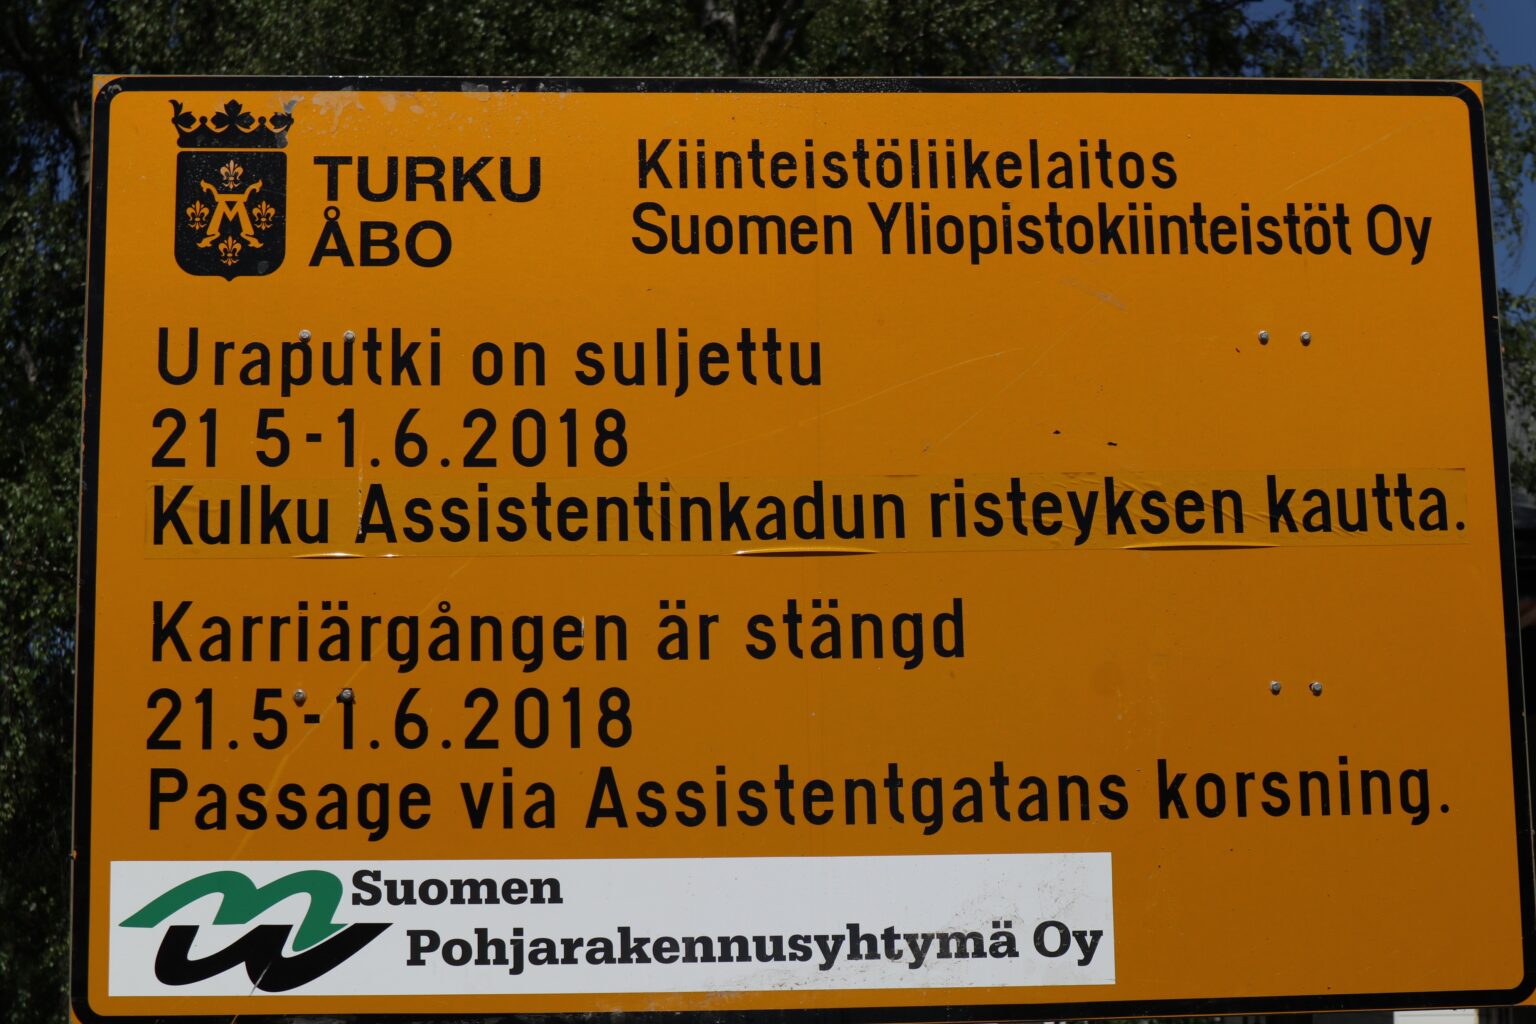 TURKU
ÅBO
Kiinteistöliikelaitos
Suomen Yliopistokiinteistöt Oy
Uraputki on suljettu
21 5-1.6.2018
Kulku Assistentinkadun risteyksen kautta.
Karriärgången är stängd
21.5-1.6.2018
Passage via Assistentgatans korsning.
Suomen
Pohjarakennusyhtymä Oy